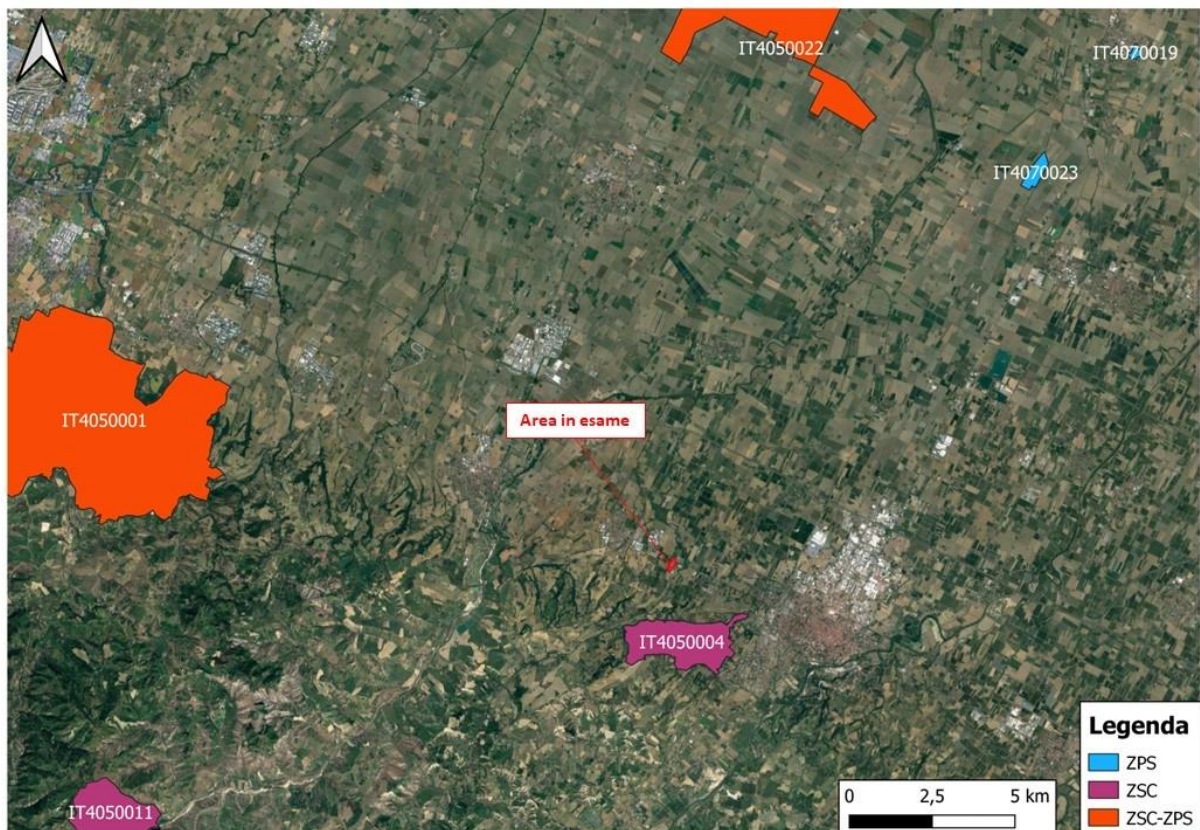 IT4050022
IT4070019
IT4070023
IT4050001
Area in esame
IT4050004
IT4050011
Legenda
ZPS
ZSC
ZSC-ZPS
0 2,5 5 km